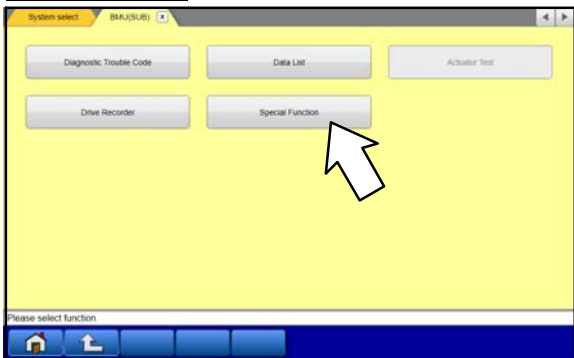 System select BMU(SUB) x
Diagnostic Trouble Code Data List Actuator Test
Drive Recorder Special Function
Please select function